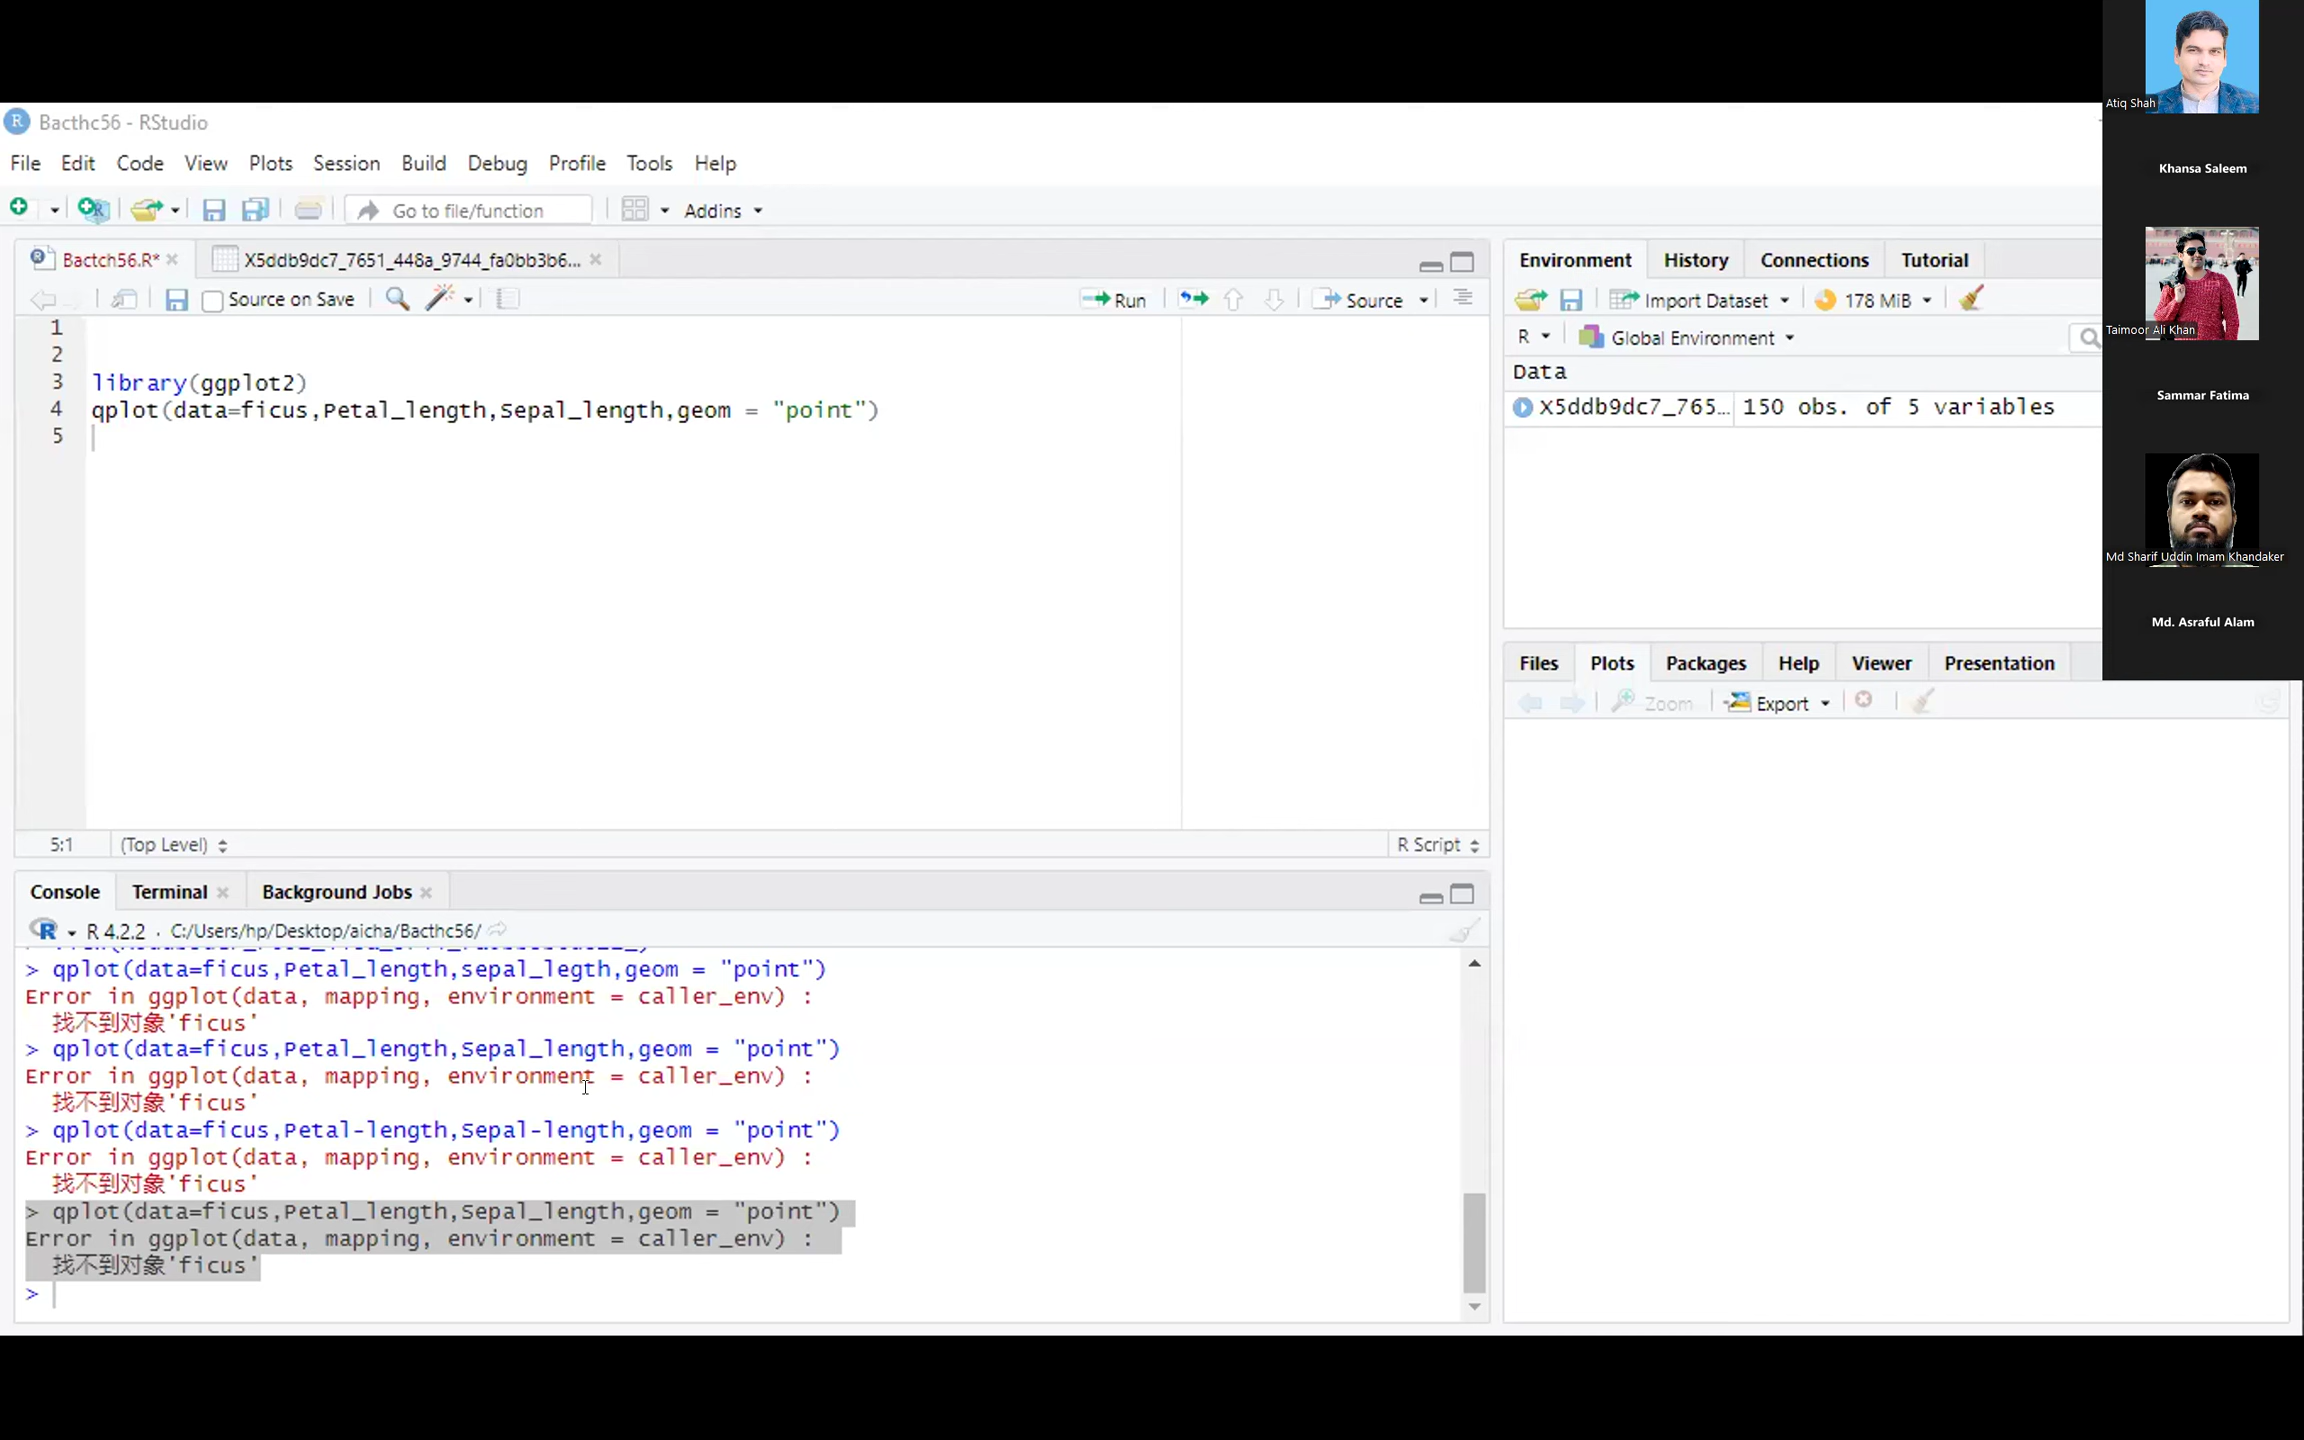 Bacthc56 - RStudio
File Edit Code View Plots Session Build Debug Profile Tools Help
Go to file/function Addins
Bactch56.R* X5ddb9dc7_7651_448a_9744_fa0bb3b6...
Source on Save Run Source
1
2
3 library(ggplot2)
4 qplot(data=ficus,Petal_length,Sepal_length,geom = "point")
5
5:1 (Top Level) R Script
Console Terminal Background Jobs
R 4.2.2 · C:/Users/hp/Desktop/aicha/Bacthc56/
> qplot(data=ficus,Petal_length,sepal_legth,geom = "point")
Error in ggplot(data, mapping, environment = caller_env) :
找不到对象'ficus'
> qplot(data=ficus,Petal_length,Sepal_length,geom = "point")
Error in ggplot(data, mapping, environment = caller_env) :
找不到对象'ficus'
> qplot(data=ficus,Petal-length,Sepal-length,geom = "point")
Error in ggplot(data, mapping, environment = caller_env) :
找不到对象'ficus'
> qplot(data=ficus,Petal_length,Sepal_length,geom = "point")
Error in ggplot(data, mapping, environment = caller_env) :
找不到对象'ficus'
>
Environment History Connections Tutorial
Import Dataset 178 MiB
R Global Environment
Data
X5ddb9dc7_765... 150 obs. of 5 variables
Files Plots Packages Help Viewer Presentation
Zoom Export
Atiq Shah
Khansa Saleem
Taimoor Ali Khan
Sammar Fatima
Md Sharif Uddin Imam Khandaker
Md. Asraful Alam